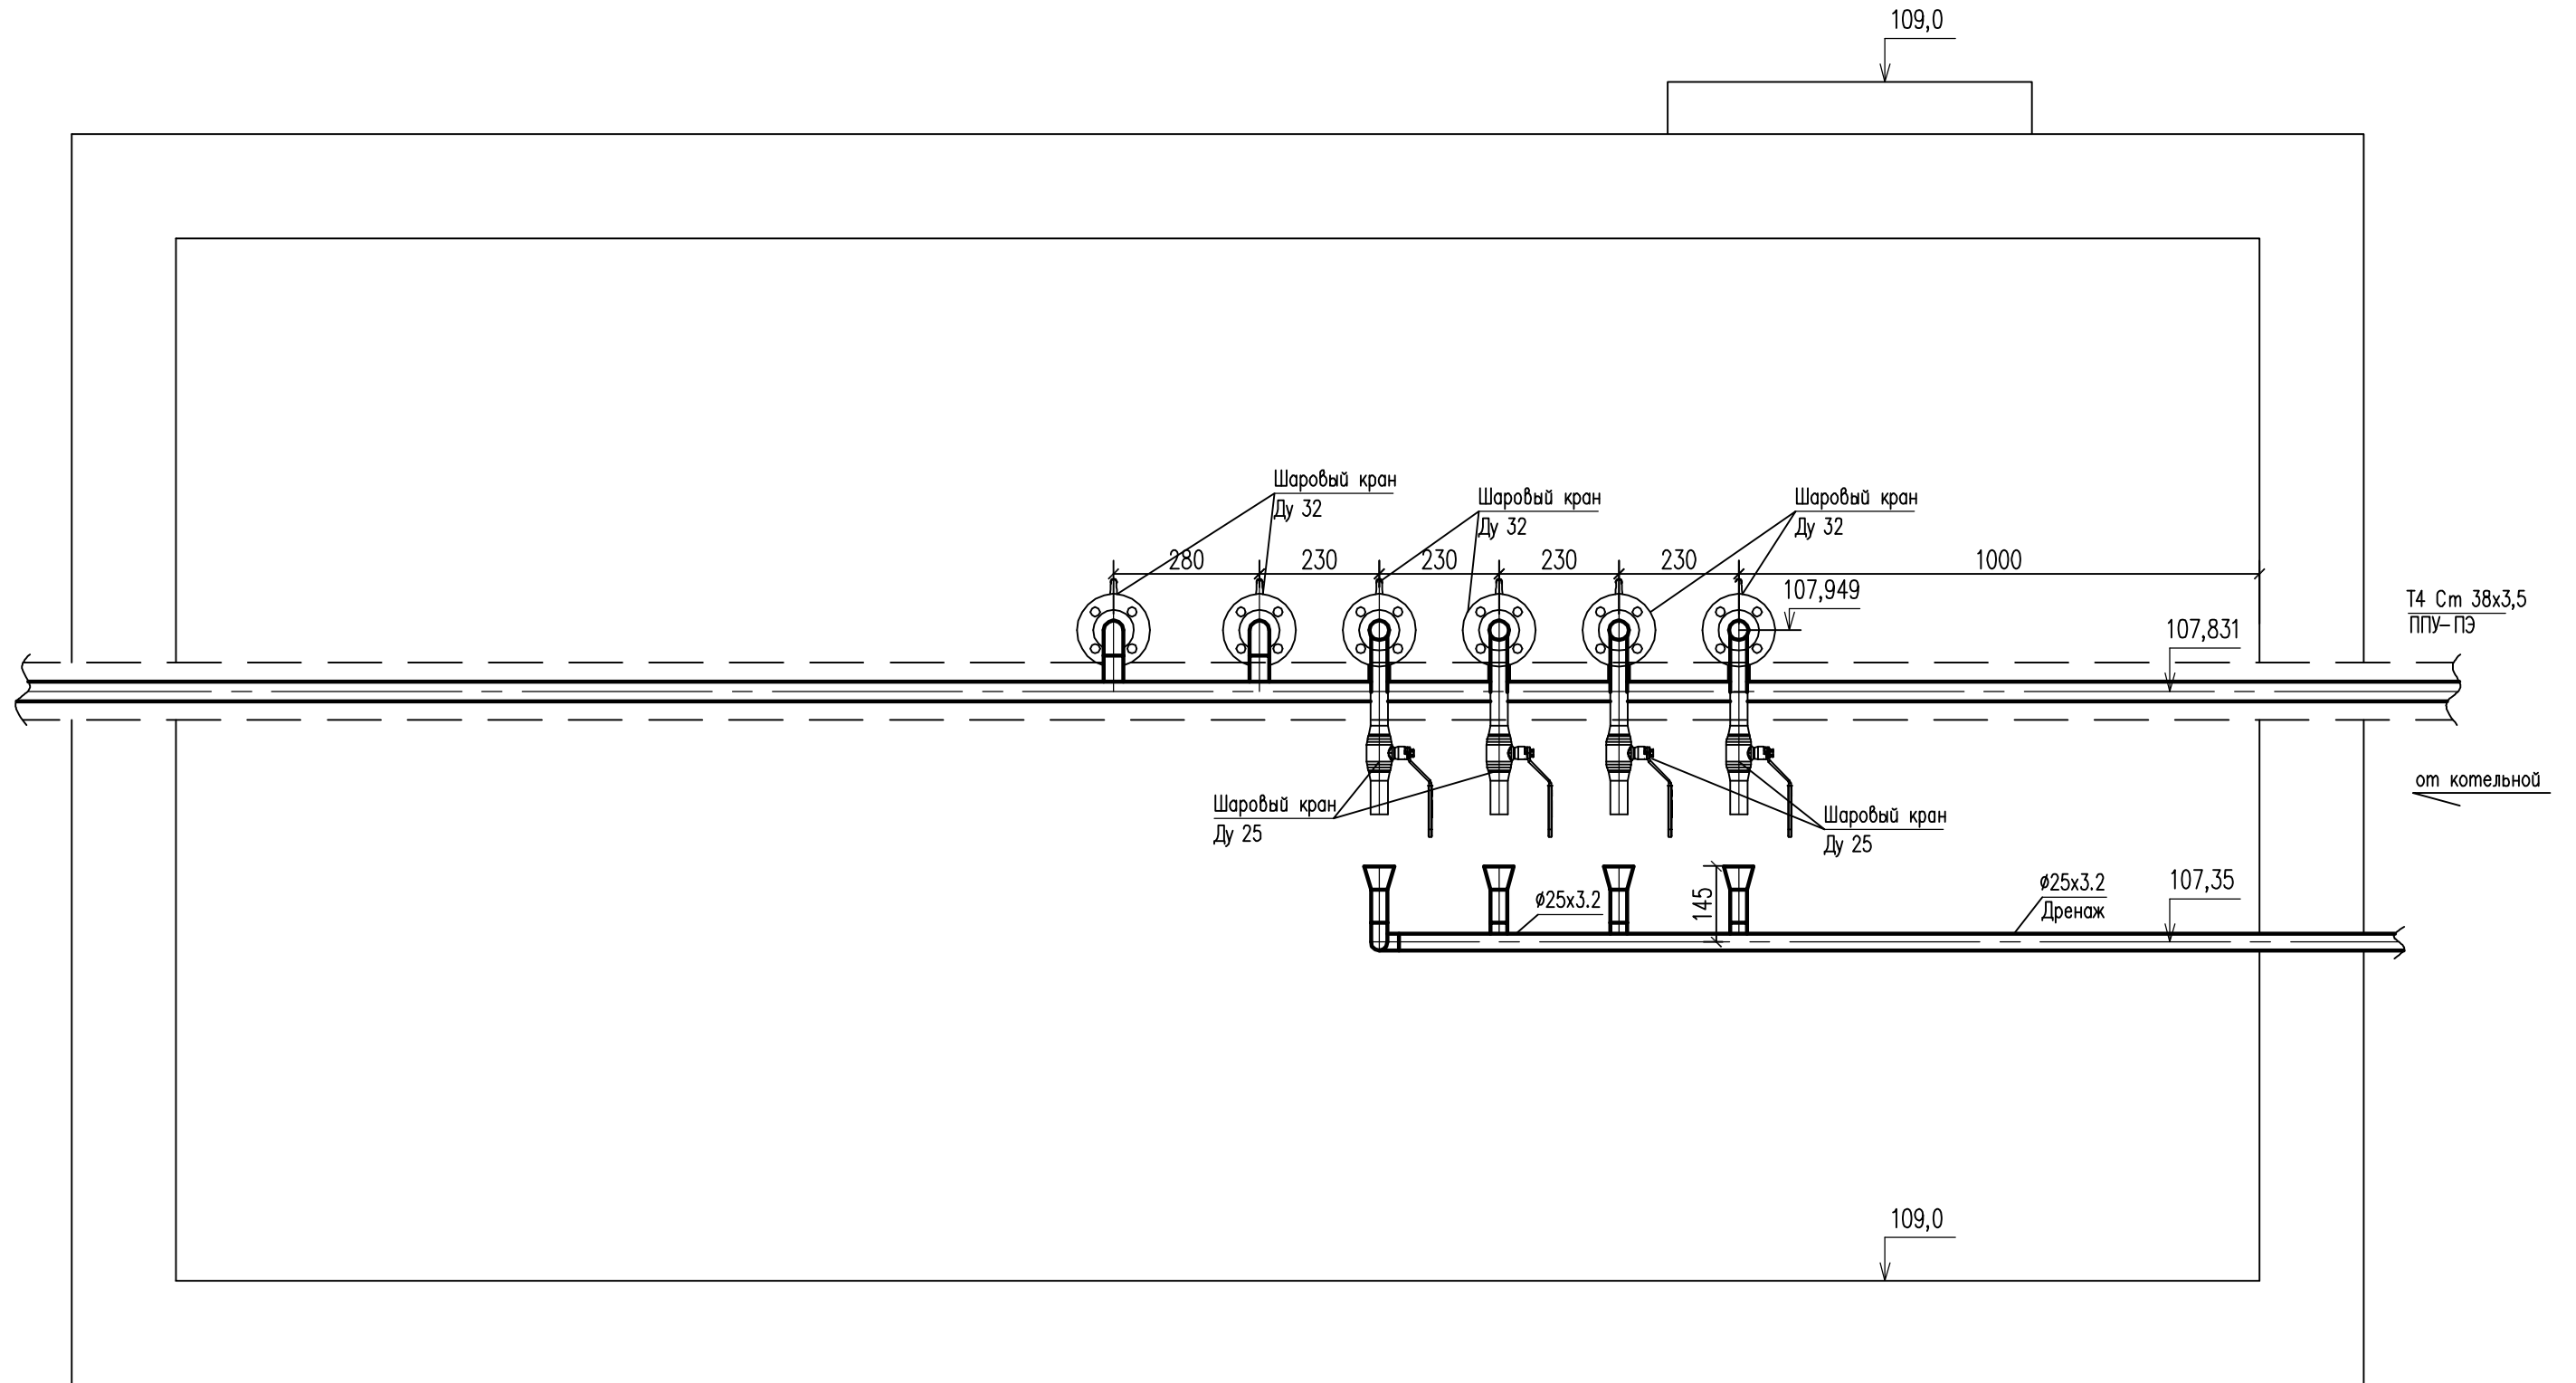 109,0
Шаровый кран
Ду 32
Шаровый кран
Ду 32
Шаровый кран
Ду 32
280
230
230
230
230
1000
107,949
107,831
Т4 Ст 38х3,5
ППУ-ПЭ
от котельной
Шаровый кран
Ду 25
Шаровый кран
Ду 25
145
ø25х3.2
ø25х3.2
Дренаж
107,35
109,0